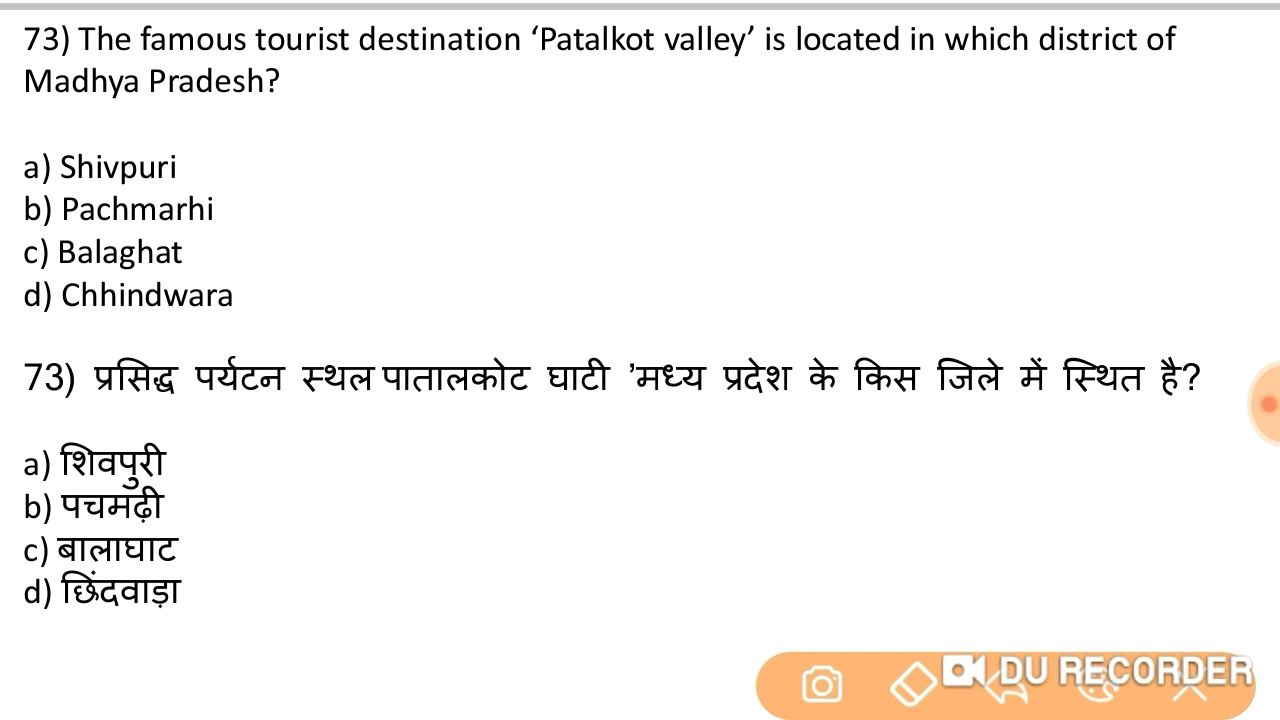 73) The famous tourist destination ‘Patalkot valley’ is located in which district of
Madhya Pradesh?
a) Shivpuri
b) Pachmarhi
c) Balaghat
d) Chhindwara
73) प्रसिद्ध पर्यटन स्थल पातालकोट घाटी ’मध्य प्रदेश के किस जिले में स्थित है?
a) शिवपुरी
b) पचमढ़ी
c) बालाघाट
d) छिंदवाड़ा
DU RECORDER